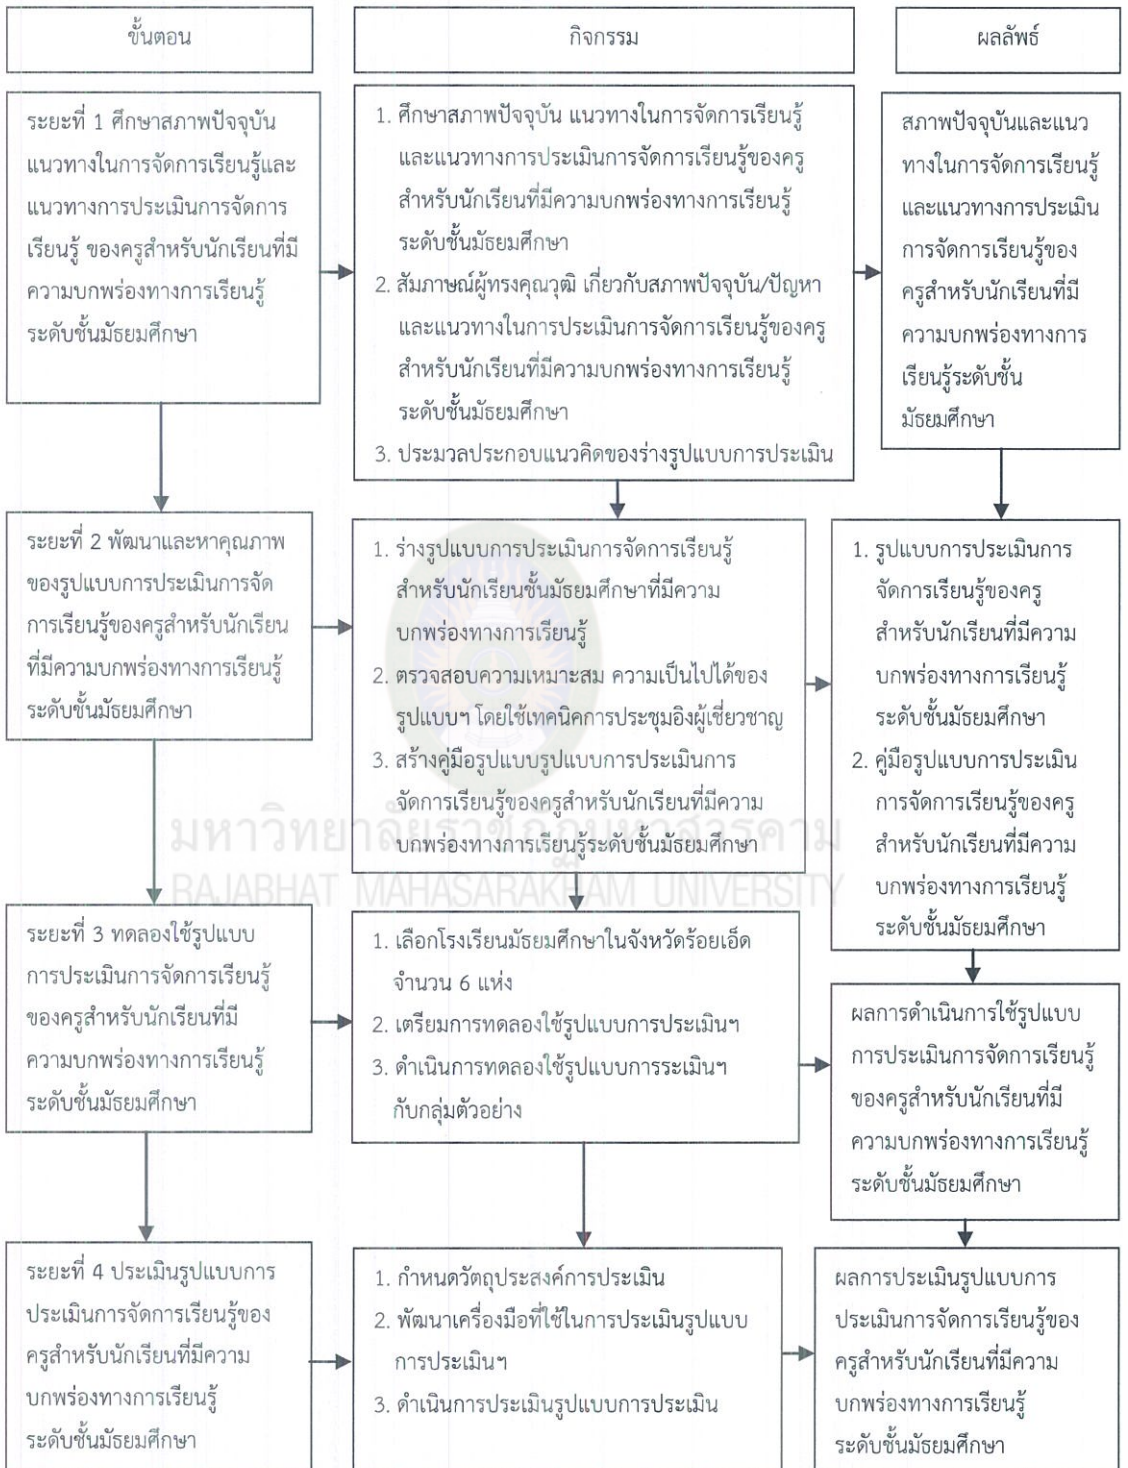 ขั้นตอน
กิจกรรม
ผลลัพธ์
ระยะที่ 1 ศึกษาสภาพปัจจุบัน
แนวทางในการจัดการเรียนรู้และ
แนวทางการประเมินการจัดการ
เรียนรู้ ของครูสำหรับนักเรียนที่มี
ความบกพร่องทางการเรียนรู้
ระดับชั้นมัธยมศึกษา
1. ศึกษาสภาพปัจจุบัน แนวทางในการจัดการเรียนรู้
และแนวทางการประเมินการจัดการเรียนรู้ของครู
สำหรับนักเรียนที่มีความบกพร่องทางการเรียนรู้
ระดับชั้นมัธยมศึกษา
2. สัมภาษณ์ผู้ทรงคุณวุฒิ เกี่ยวกับสภาพปัจจุบัน/ปัญหา
และแนวทางในการประเมินการจัดการเรียนรู้ของครู
สำหรับนักเรียนที่มีความบกพร่องทางการเรียนรู้
ระดับชั้นมัธยมศึกษา
3. ประมวลประกอบแนวคิดของร่างรูปแบบการประเมิน
สภาพปัจจุบันและแนว
ทางในการจัดการเรียนรู้
และแนวทางการประเมิน
การจัดการเรียนรู้ของ
ครูสำหรับนักเรียนที่มี
ความบกพร่องทางการ
เรียนรู้ระดับชั้น
มัธยมศึกษา
ระยะที่ 2 พัฒนาและหาคุณภาพ
ของรูปแบบการประเมินการจัด
การเรียนรู้ของครูสำหรับนักเรียน
ที่มีความบกพร่องทางการเรียนรู้
ระดับชั้นมัธยมศึกษา
1. ร่างรูปแบบการประเมินการจัดการเรียนรู้
สำหรับนักเรียนชั้นมัธยมศึกษาที่มีความ
บกพร่องทางการเรียนรู้
2. ตรวจสอบความเหมาะสม ความเป็นไปได้ของ
รูปแบบฯ โดยใช้เทคนิคการประชุมอิงผู้เชี่ยวชาญ
3. สร้างคู่มือรูปแบบรูปแบบการประเมินการ
จัดการเรียนรู้ของครูสำหรับนักเรียนที่มีความ
บกพร่องทางการเรียนรู้ระดับชั้นมัธยมศึกษา
1. รูปแบบการประเมินการ
จัดการเรียนรู้ของครู
สำหรับนักเรียนที่มีความ
บกพร่องทางการเรียนรู้
ระดับชั้นมัธยมศึกษา
2. คู่มือรูปแบบการประเมิน
การจัดการเรียนรู้ของครู
สำหรับนักเรียนที่มีความ
บกพร่องทางการเรียนรู้
ระดับชั้นมัธยมศึกษา
มหาวิทยาลัยราชภัฏมหาสารคาม
RAJABHAT MAHASARAKHAM UNIVERSITY
ระยะที่ 3 ทดลองใช้รูปแบบ
การประเมินการจัดการเรียนรู้
ของครูสำหรับนักเรียนที่มี
ความบกพร่องทางการเรียนรู้
ระดับชั้นมัธยมศึกษา
1. เลือกโรงเรียนมัธยมศึกษาในจังหวัดร้อยเอ็ด
จำนวน 6 แห่ง
2. เตรียมการทดลองใช้รูปแบบการประเมินฯ
3. ดำเนินการทดลองใช้รูปแบบการระเมินฯ
กับกลุ่มตัวอย่าง
ผลการดำเนินการใช้รูปแบบ
การประเมินการจัดการเรียนรู้
ของครูสำหรับนักเรียนที่มี
ความบกพร่องทางการเรียนรู้
ระดับชั้นมัธยมศึกษา
ระยะที่ 4 ประเมินรูปแบบการ
ประเมินการจัดการเรียนรู้ของ
ครูสำหรับนักเรียนที่มีความ
บกพร่องทางการเรียนรู้
ระดับชั้นมัธยมศึกษา
1. กำหนดวัตถุประสงค์การประเมิน
2. พัฒนาเครื่องมือที่ใช้ในการประเมินรูปแบบ
การประเมินฯ
3. ดำเนินการประเมินรูปแบบการประเมิน
ผลการประเมินรูปแบบการ
ประเมินการจัดการเรียนรู้ของ
ครูสำหรับนักเรียนที่มีความ
บกพร่องทางการเรียนรู้
ระดับชั้นมัธยมศึกษา